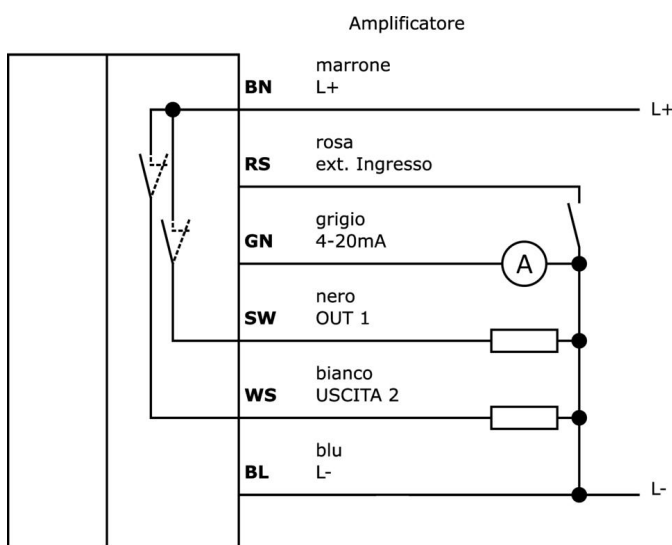 Amplificatore
marrone
BN L+
L+
rosa
RS ext. Ingresso
grigio
GN 4-20mA
A
nero
SW OUT 1
bianco
WS USCITA 2
blu
BL L-
L-